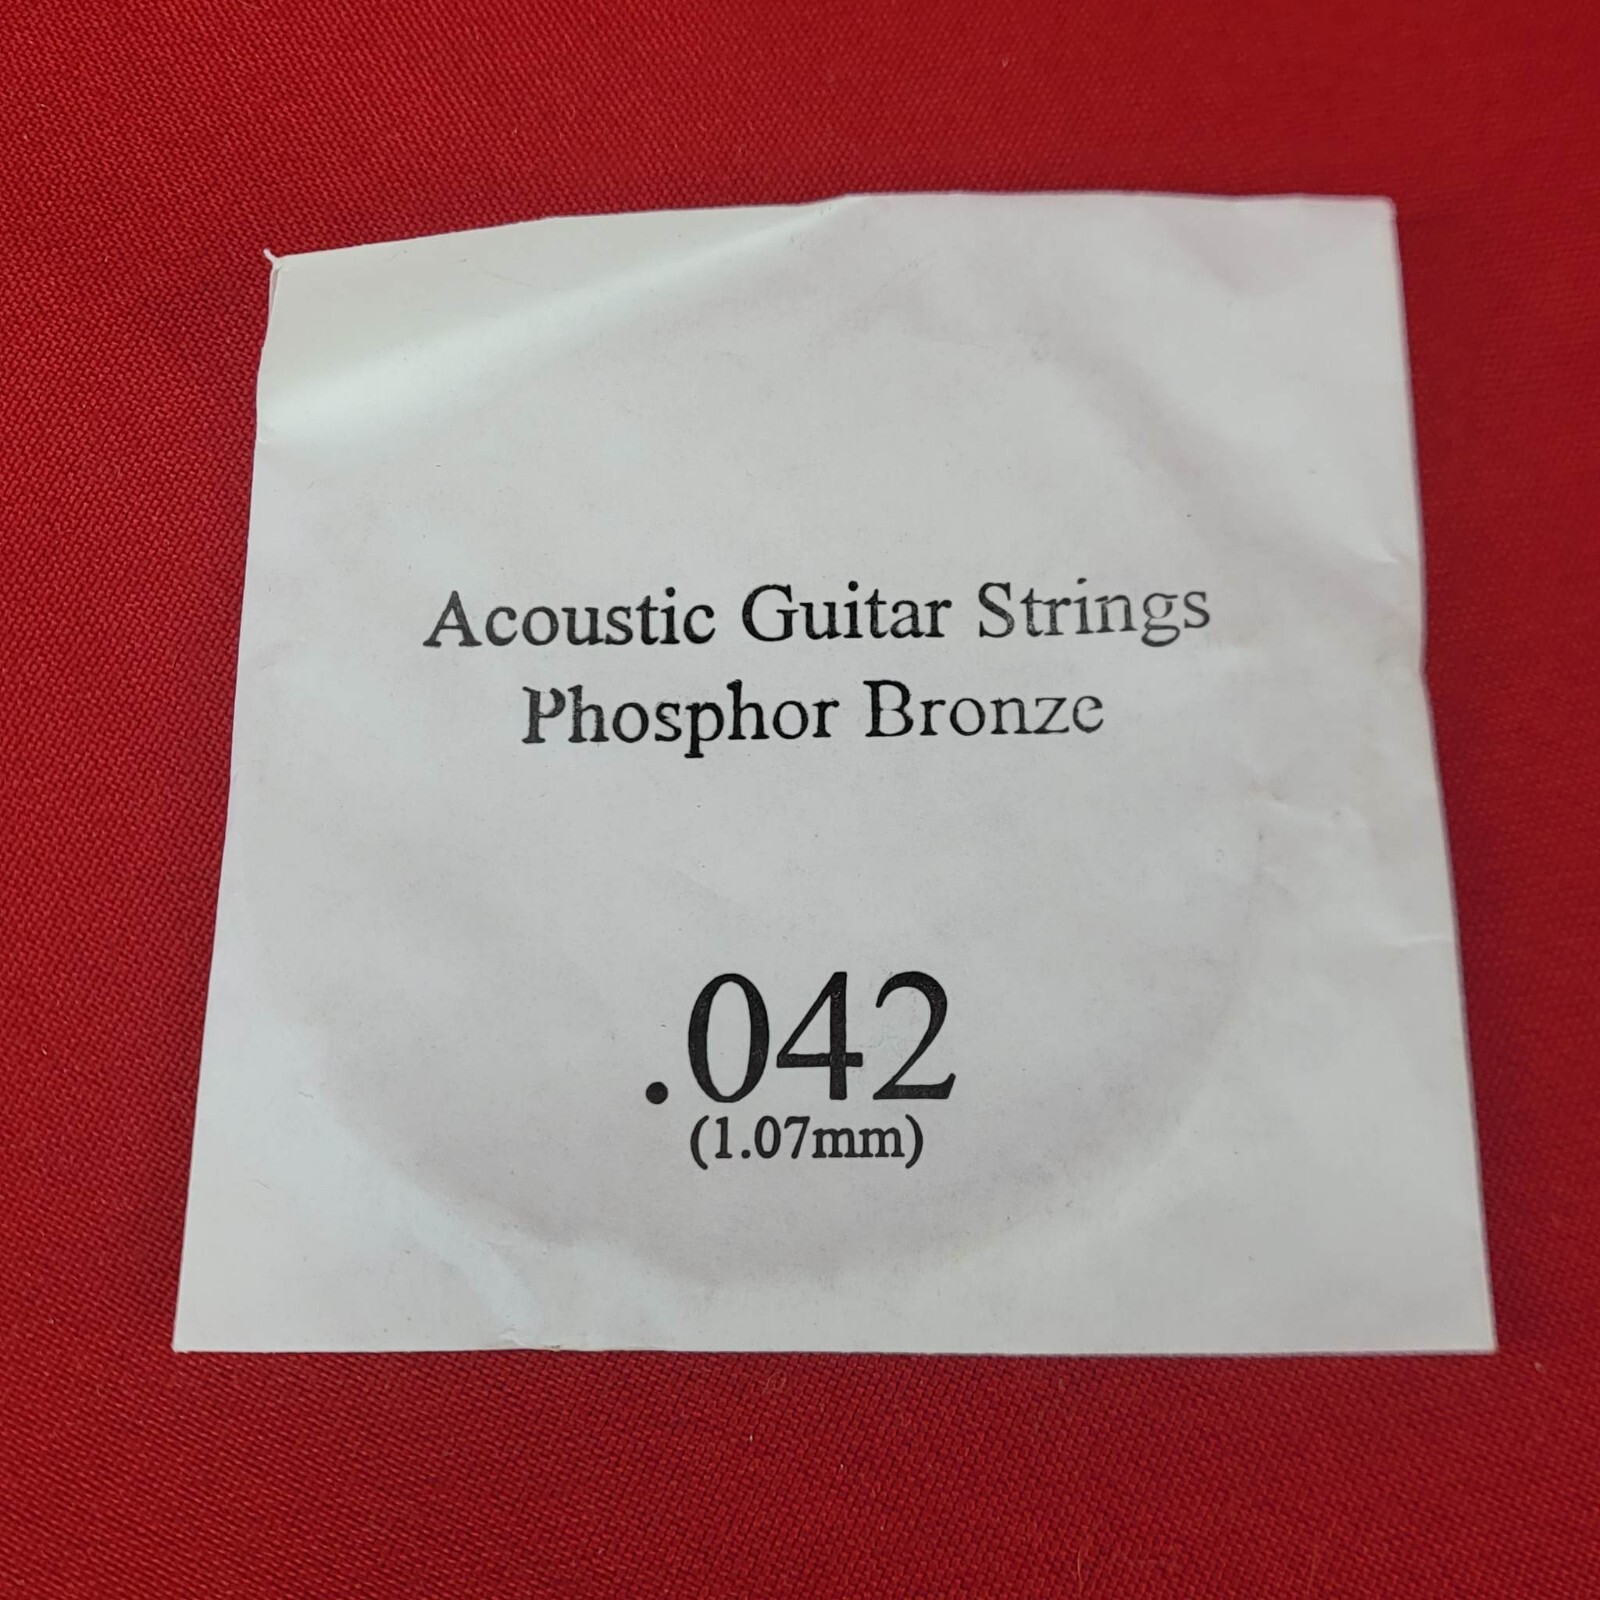 Acoustic Guitar Strings
Phosphor Bronze
.042
(1.07mm)